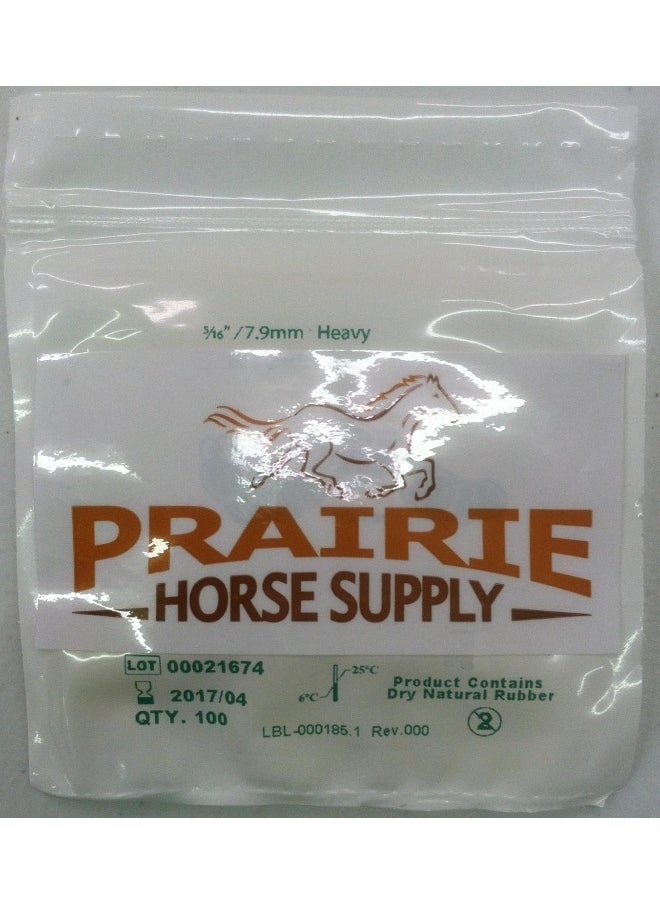 5/16” / 7.9mm Heavy
PRAIRIE
HORSE SUPPLY
LOT 00021674
2017/04
QTY. 100
6°C
25°C
LBL-000185.1 Rev.000
Product Contains
Dry Natural Rubber
2